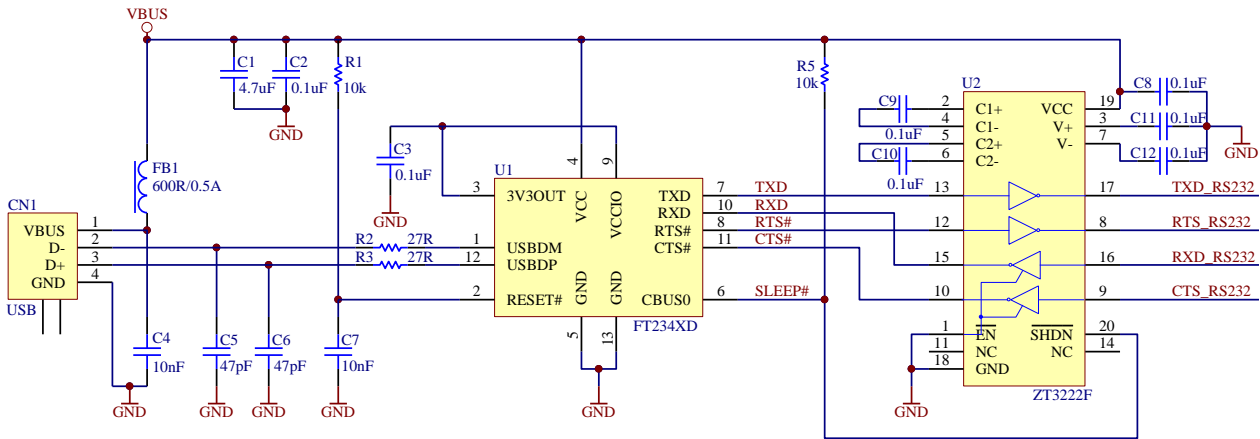 VBUS
C1
4.7uF
C2
0.1uF
GND
R1
10k
R5
10k
FB1
600R/0.5A
CN1
VBUS 1
D- 2
D+ 3
GND 4
USB
C3
0.1uF
GND
R2 27R
R3 27R
C4
10nF
GND
C5
47pF
GND
C6
47pF
GND
C7
10nF
GND
U1
4 VCC
9 VCCIO
3 3V3OUT
1 USBDM
12 USBDP
2 RESET#
5 GND
13 GND
TXD 7 TXD
RXD 10 RXD
RTS# 8 RTS#
CTS# 11 CTS#
CBUS0 6 SLEEP#
FT234XD
GND
U2
C9
0.1uF
C10
0.1uF
2 C1+
4 C1-
5 C2+
6 C2-
VCC 19
V+ 3
V- 7
C8 0.1uF
C11 0.1uF
C12 0.1uF
GND
13 17 TXD_RS232
12 8 RTS_RS232
15 16 RXD_RS232
10 9 CTS_RS232
1 EN SHDN 20
11 NC NC 14
18 GND
GND
ZT3222F